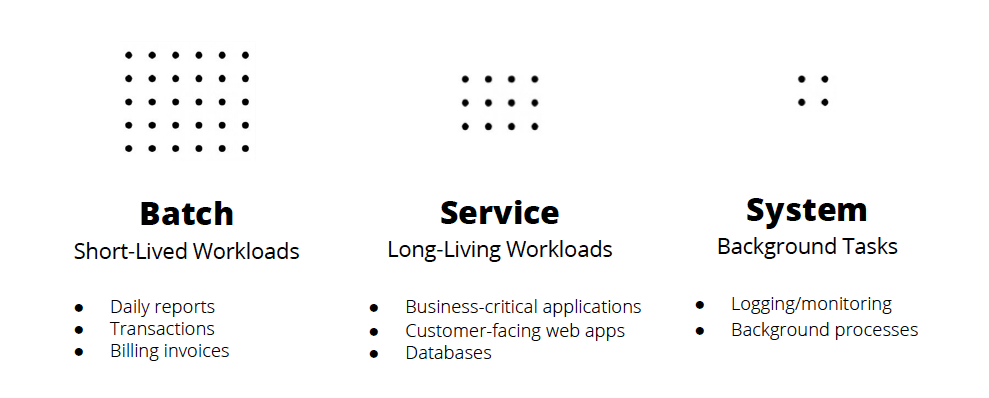 Batch
Short-Lived Workloads
● Daily reports
● Transactions
● Billing invoices
Service
Long-Living Workloads
● Business-critical applications
● Customer-facing web apps
● Databases
System
Background Tasks
● Logging/monitoring
● Background processes